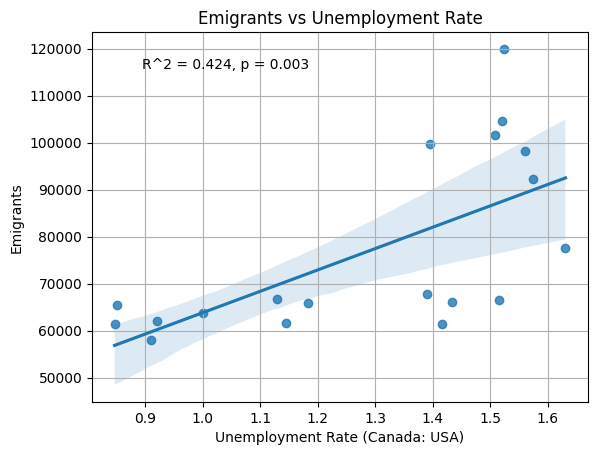 Emigrants vs Unemployment Rate
R^2 = 0.424, p = 0.003
120000
110000
100000
90000
80000
70000
60000
50000
Emigrants
0.9 1.0 1.1 1.2 1.3 1.4 1.5 1.6
Unemployment Rate (Canada: USA)